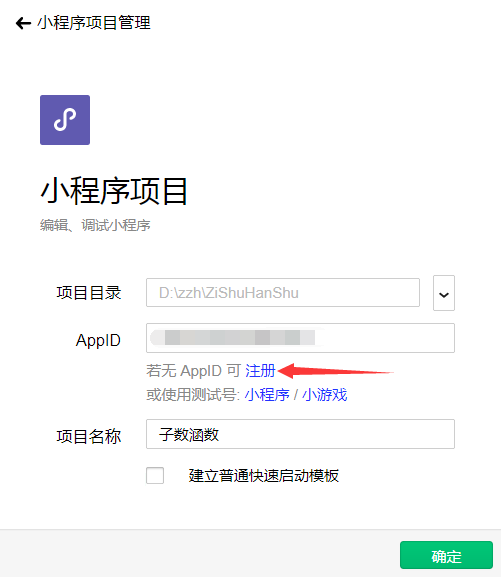 小程序项目管理
小程序项目
编辑、调试小程序
项目目录 D:\zzh\ZiShuHanShu
AppID
若无 AppID 可 注册
或使用测试号: 小程序 / 小游戏
项目名称 子数涵数
建立普通快速启动模板
确定